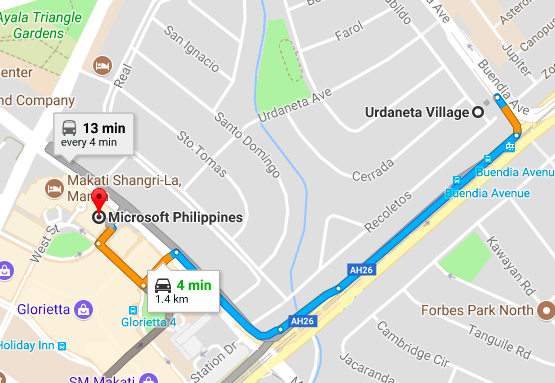 Ayala Triangle
Gardens
Center
and Company
Real
San Ignacio
Farol
Asteroid
Jupiter
Buendia Ave
Urdaneta Ave
Urdaneta Village
13 min
every 4 min
Santo Domingo
Sto Tomas
Cerrada
Buendia Avenue
Buendia Avenue
Makati Shangri-La,
Microsoft Philippines
West St
Recoletos
Kawayan Rd
4 min
1.4 km
AH26
AH26
Glorietta
Glorietta 4
Forbes Park North
Holiday Inn
Station Dr
Cambridge Cir
Tanguile Rd
Jacaranda
SM Makati